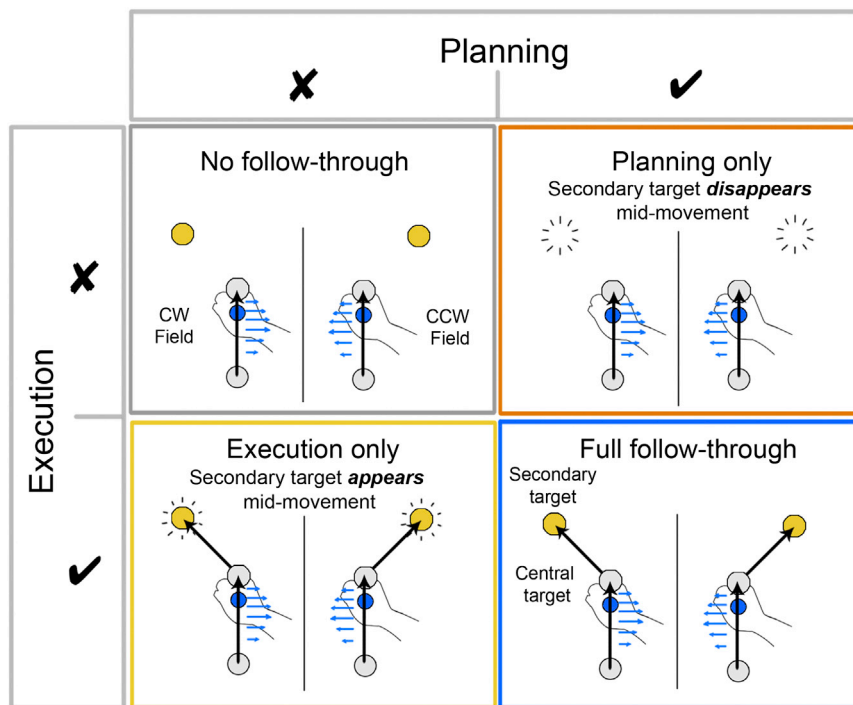 Planning
✘
✔
Execution
✘
✔
No follow-through
CW
Field
CCW
Field
Planning only
Secondary target disappears
mid-movement
Execution only
Secondary target appears
mid-movement
Full follow-through
Secondary
target
Central
target